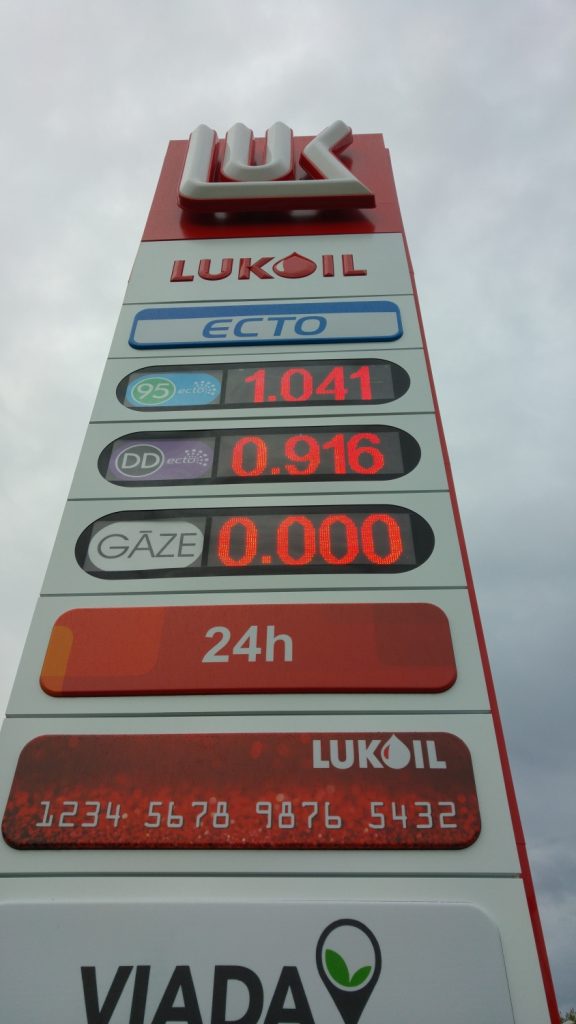 LUK
LUKOIL
ECTO
95 ecto 1.041
DD ecto 0.916
GĀZE 0.000
24h
LUKOIL
1234 5678 9876 5432
VIADA